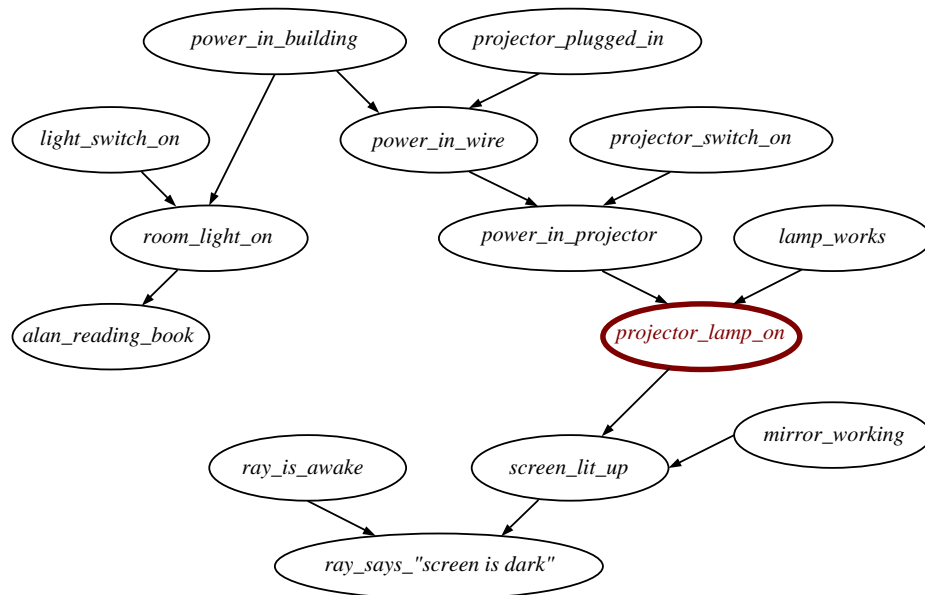 power_in_building
projector_plugged_in
light_switch_on
power_in_wire
projector_switch_on
room_light_on
power_in_projector
lamp_works
alan_reading_book
projector_lamp_on
mirror_working
ray_is_awake
screen_lit_up
ray_says_"screen is dark"